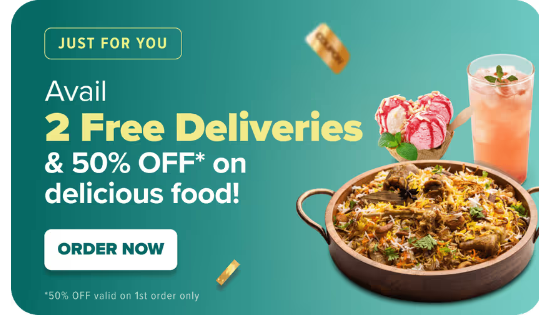 JUST FOR YOU
Avail
2 Free Deliveries
& 50% OFF* on
delicious food!
ORDER NOW
*50% OFF valid on 1st order only
COUPON